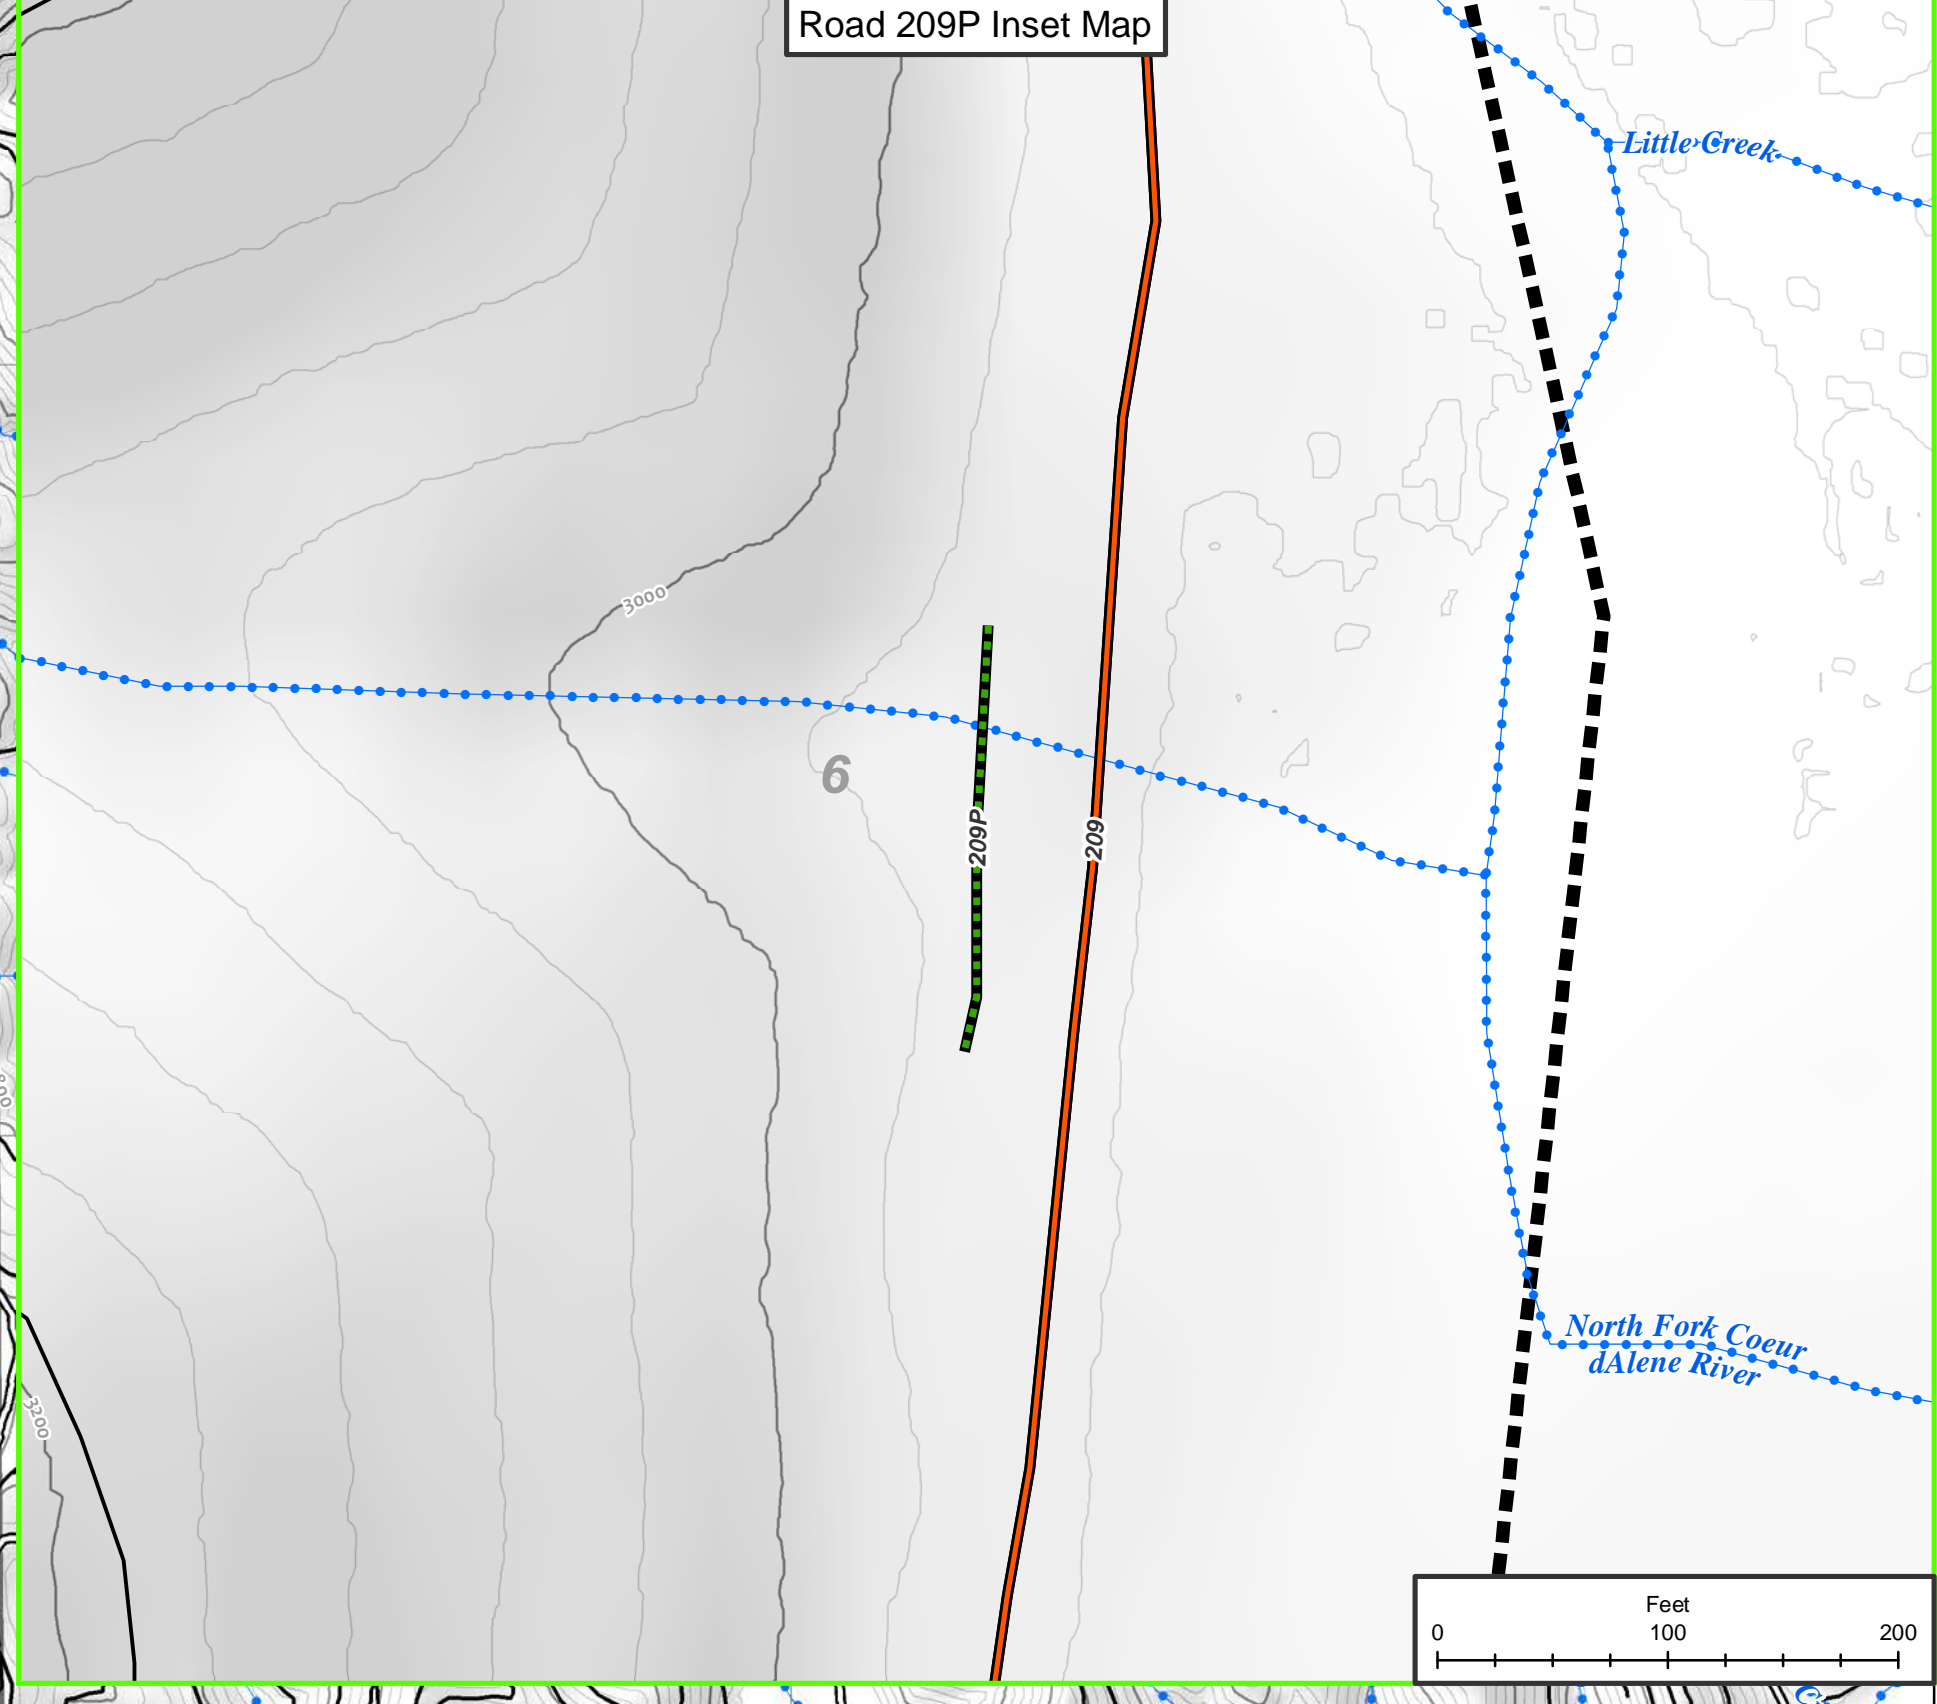 Road 209P Inset Map
Little Creek
3000
6
209P
209
North Fork Coeur
dAlene River
3200
Feet
0 100 200